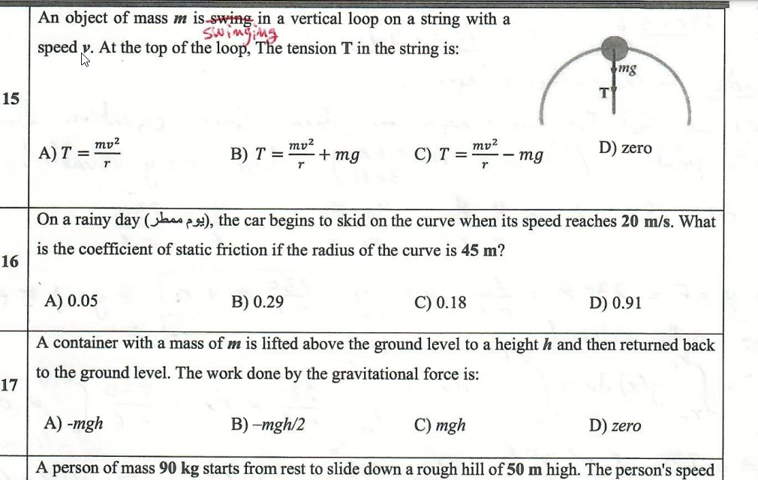 An object of mass m is swing in a vertical loop on a string with a
swinging
speed v. At the top of the loop, The tension T in the string is:
mg
T
15
A) T = mv²/r B) T = mv²/r + mg C) T = mv²/r − mg D) zero
On a rainy day (يوم ممطر), the car begins to skid on the curve when its speed reaches 20 m/s. What
16
is the coefficient of static friction if the radius of the curve is 45 m?
A) 0.05 B) 0.29 C) 0.18 D) 0.91
A container with a mass of m is lifted above the ground level to a height h and then returned back
17
to the ground level. The work done by the gravitational force is:
A) -mgh B) –mgh/2 C) mgh D) zero
A person of mass 90 kg starts from rest to slide down a rough hill of 50 m high. The person's speed